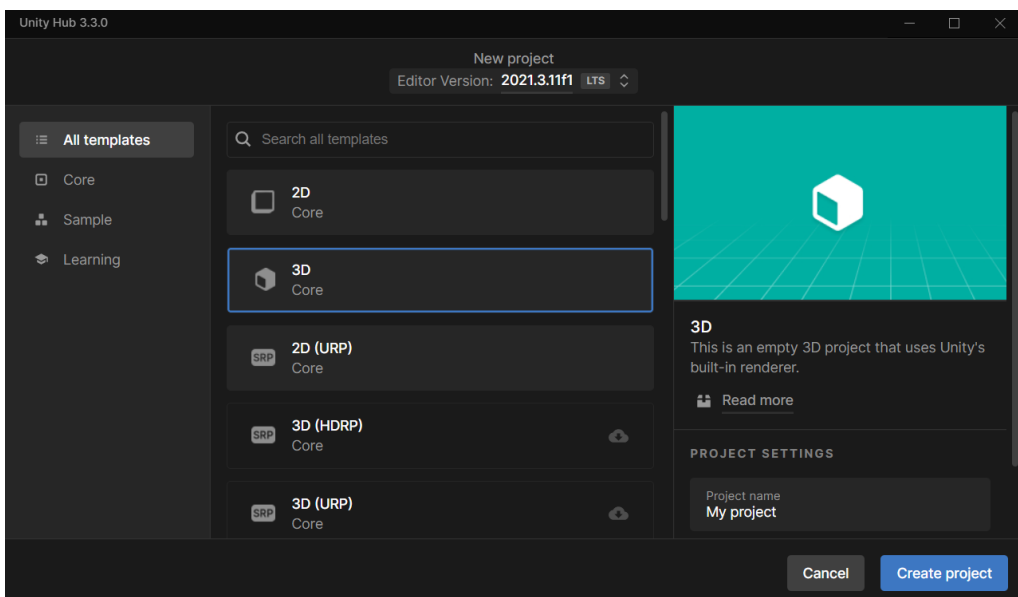 Unity Hub 3.3.0
New project
Editor Version: 2021.3.11f1 LTS
All templates
Core
Sample
Learning
Search all templates
2D
Core
3D
Core
SRP
2D (URP)
Core
SRP
3D (HDRP)
Core
SRP
3D (URP)
Core
3D
This is an empty 3D project that uses Unity's
built-in renderer.
Read more
PROJECT SETTINGS
Project name
My project
Cancel
Create project